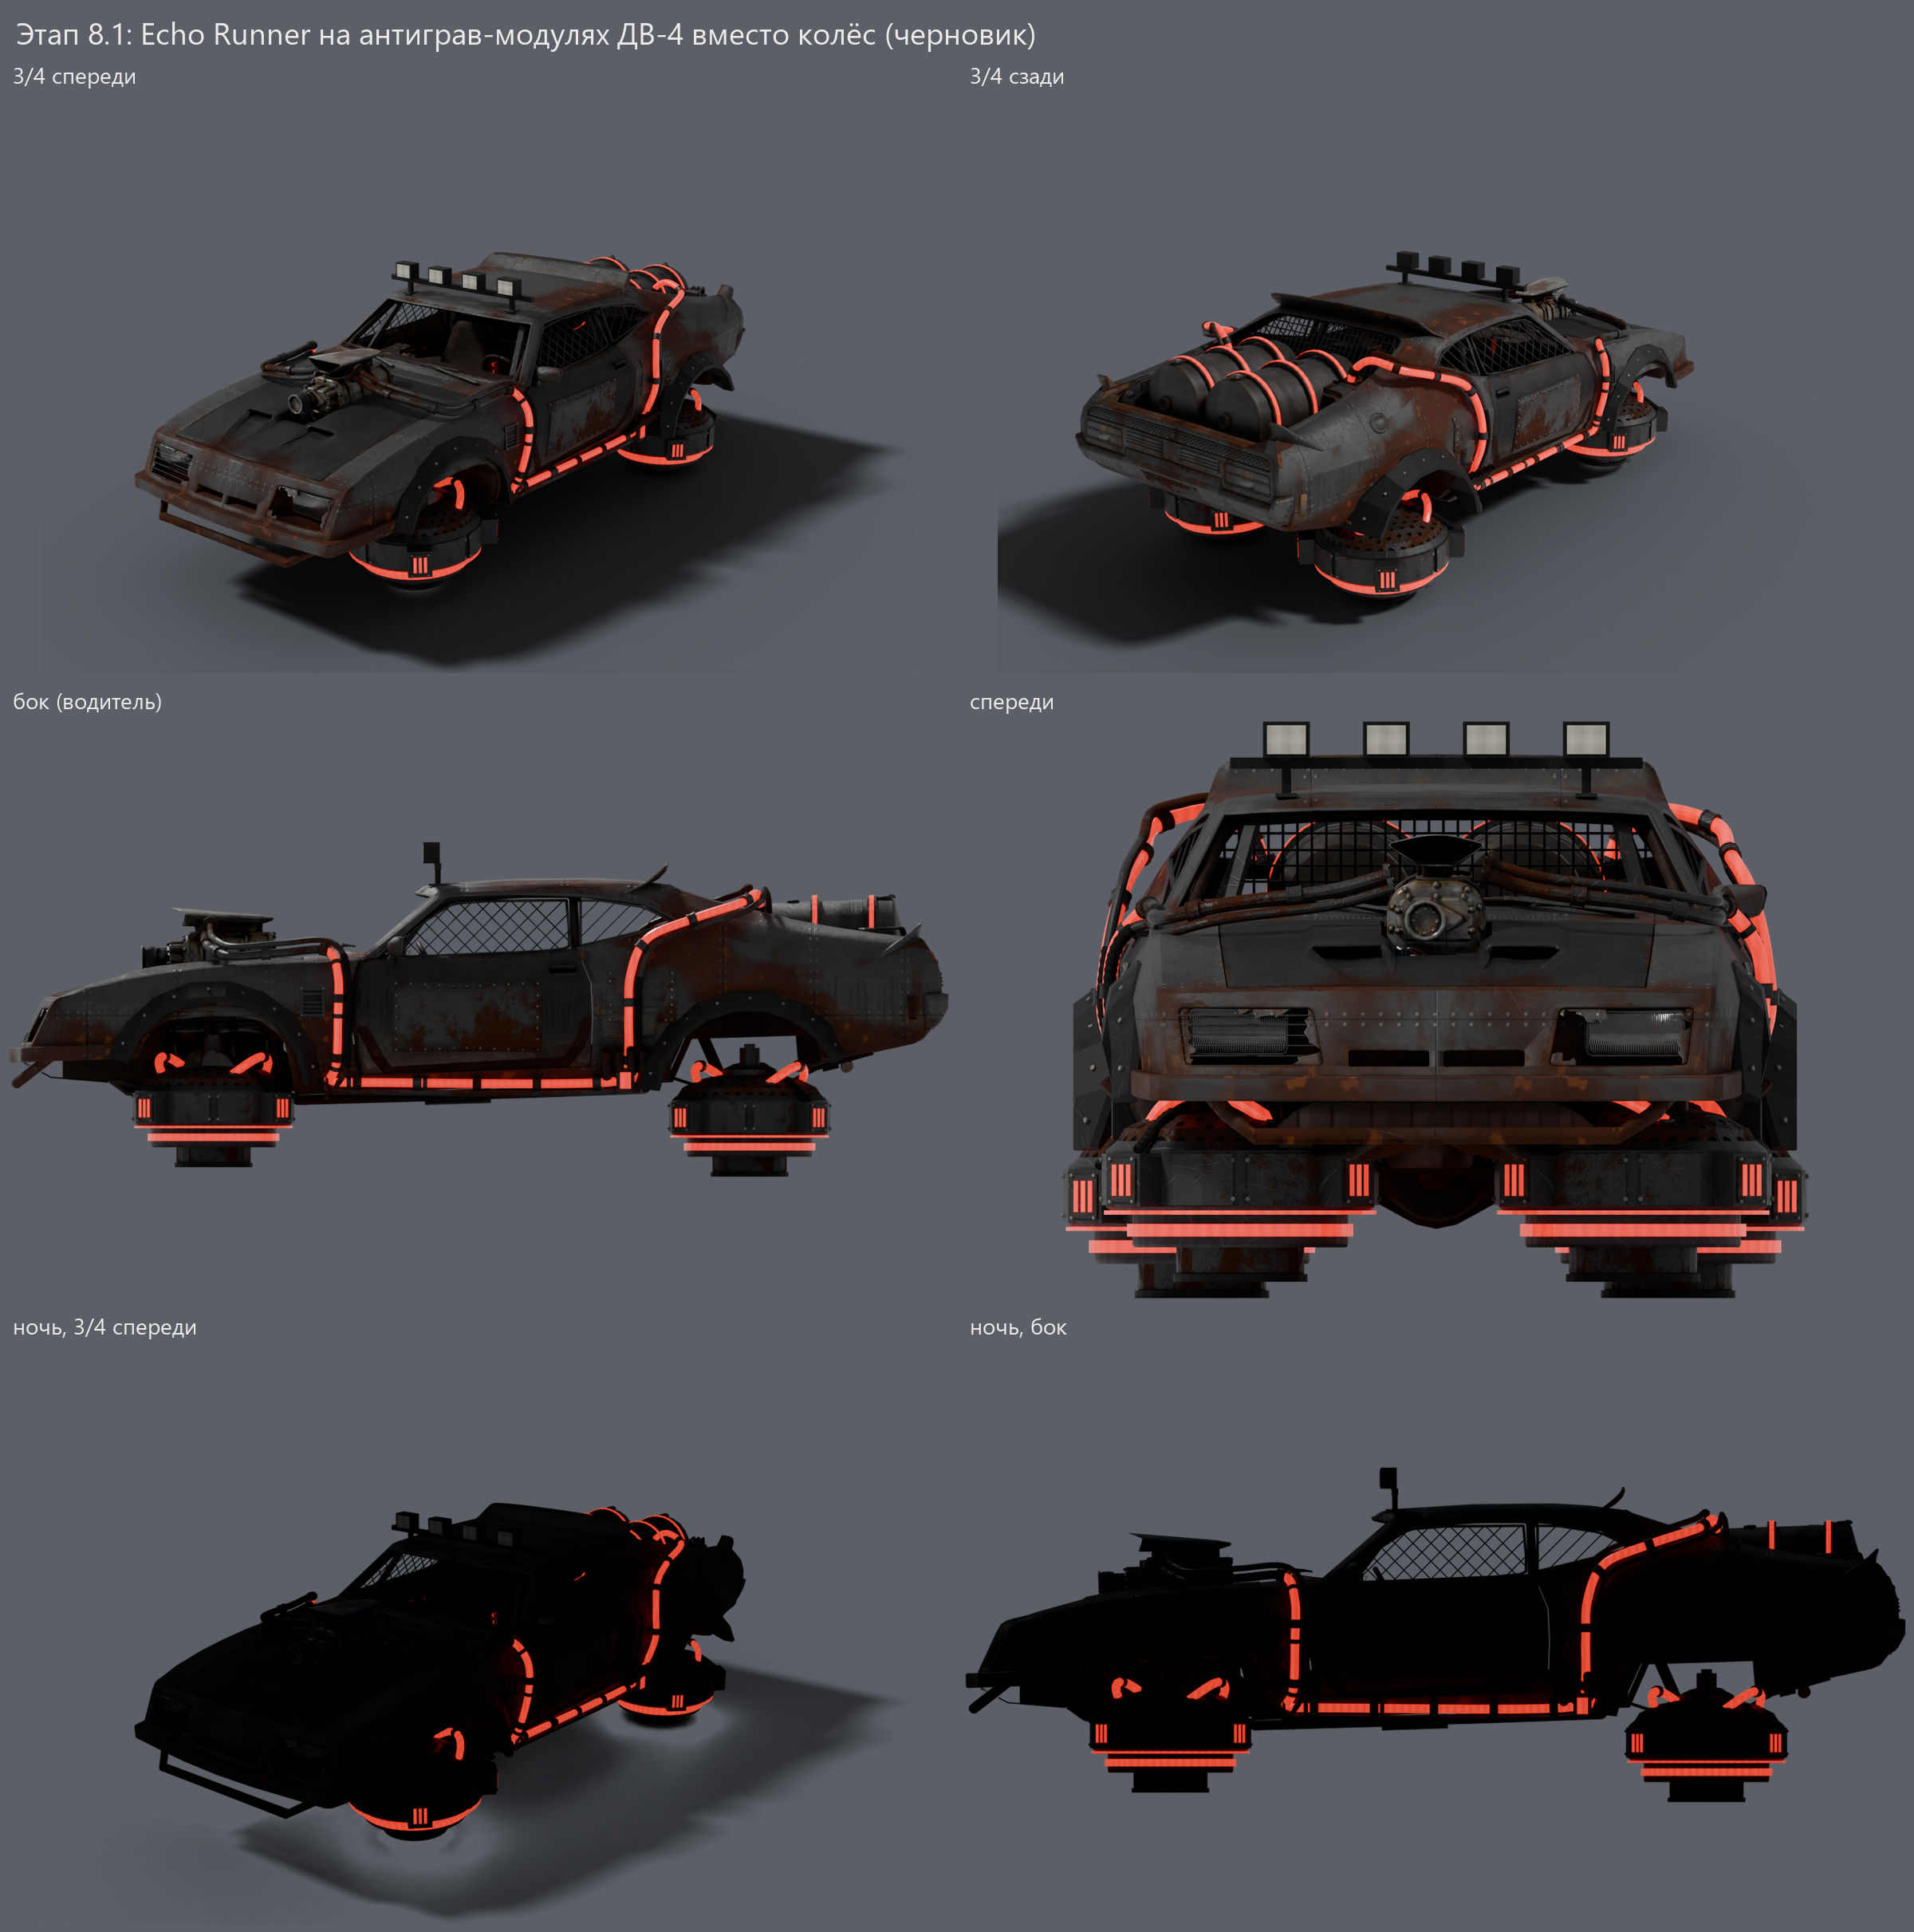 Этап 8.1: Echo Runner на антиграв-модулях ДВ-4 вместо колёс (черновик)
3/4 спереди
3/4 сзади
бок (водитель)
спереди
ночь, 3/4 спереди
ночь, бок